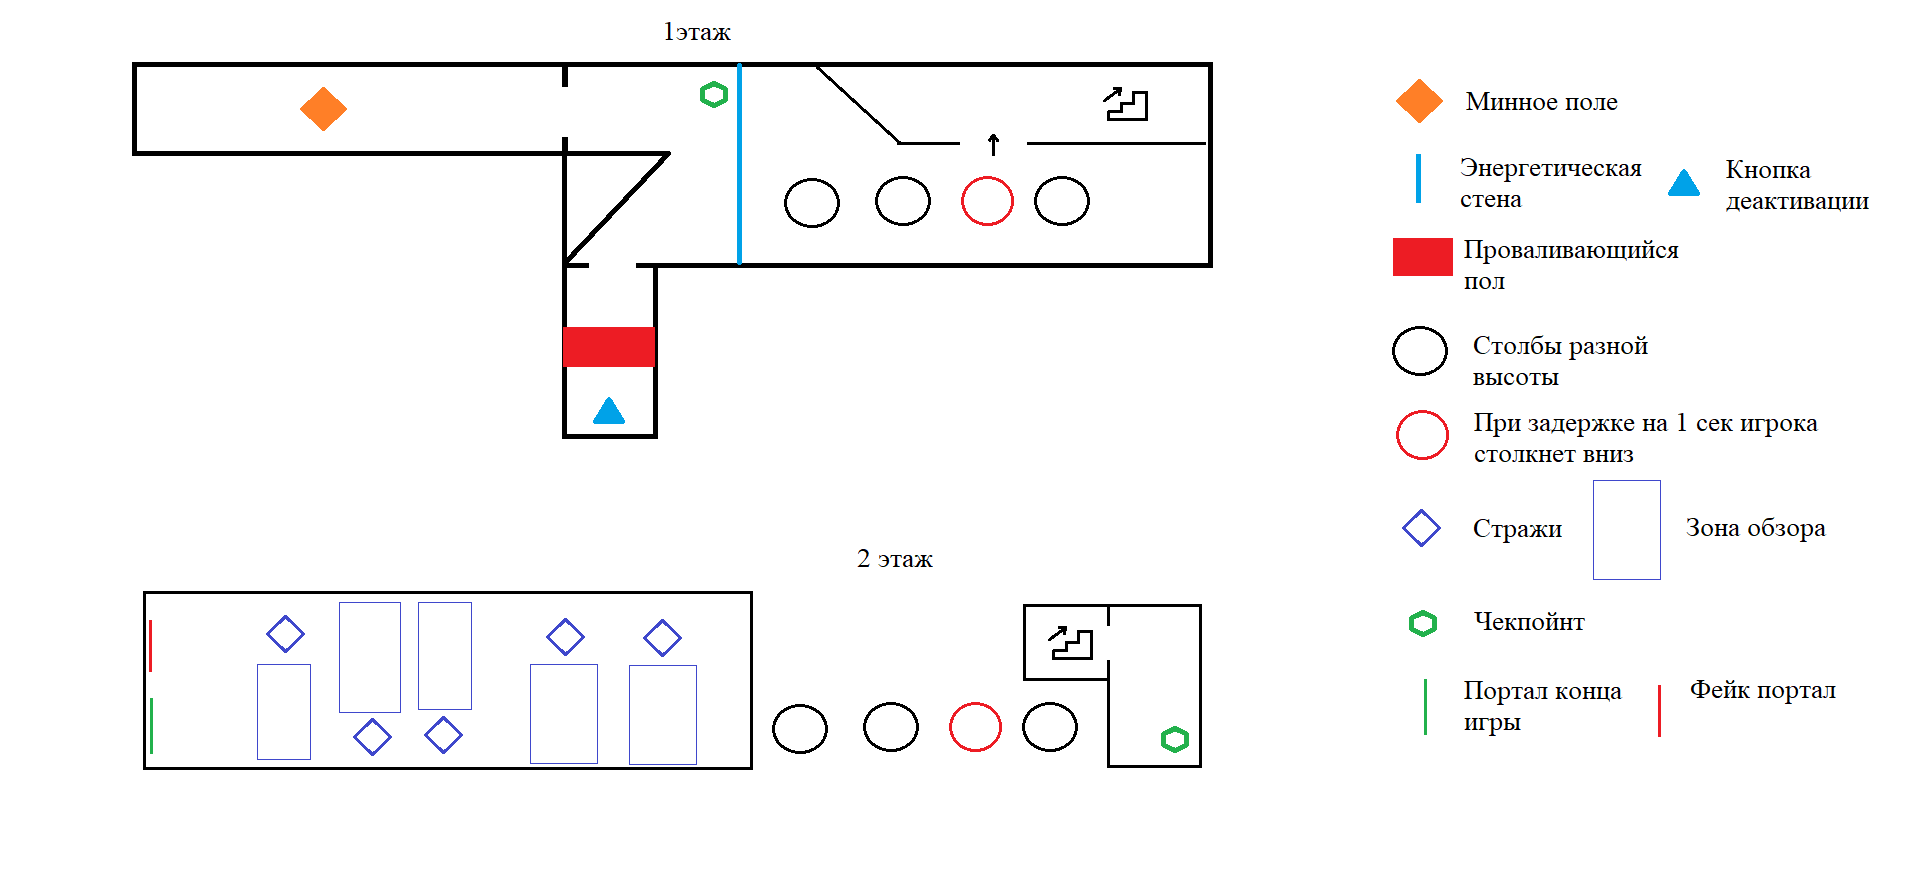 1этаж
Минное поле
Энергетическая
стена
Кнопка
деактивации
Проваливающийся
пол
Столбы разной
высоты
При задержке на 1 сек игрока
столкнет вниз
Стражи
Зона обзора
2 этаж
Чекпойнт
Портал конца
игры
Фейк портал